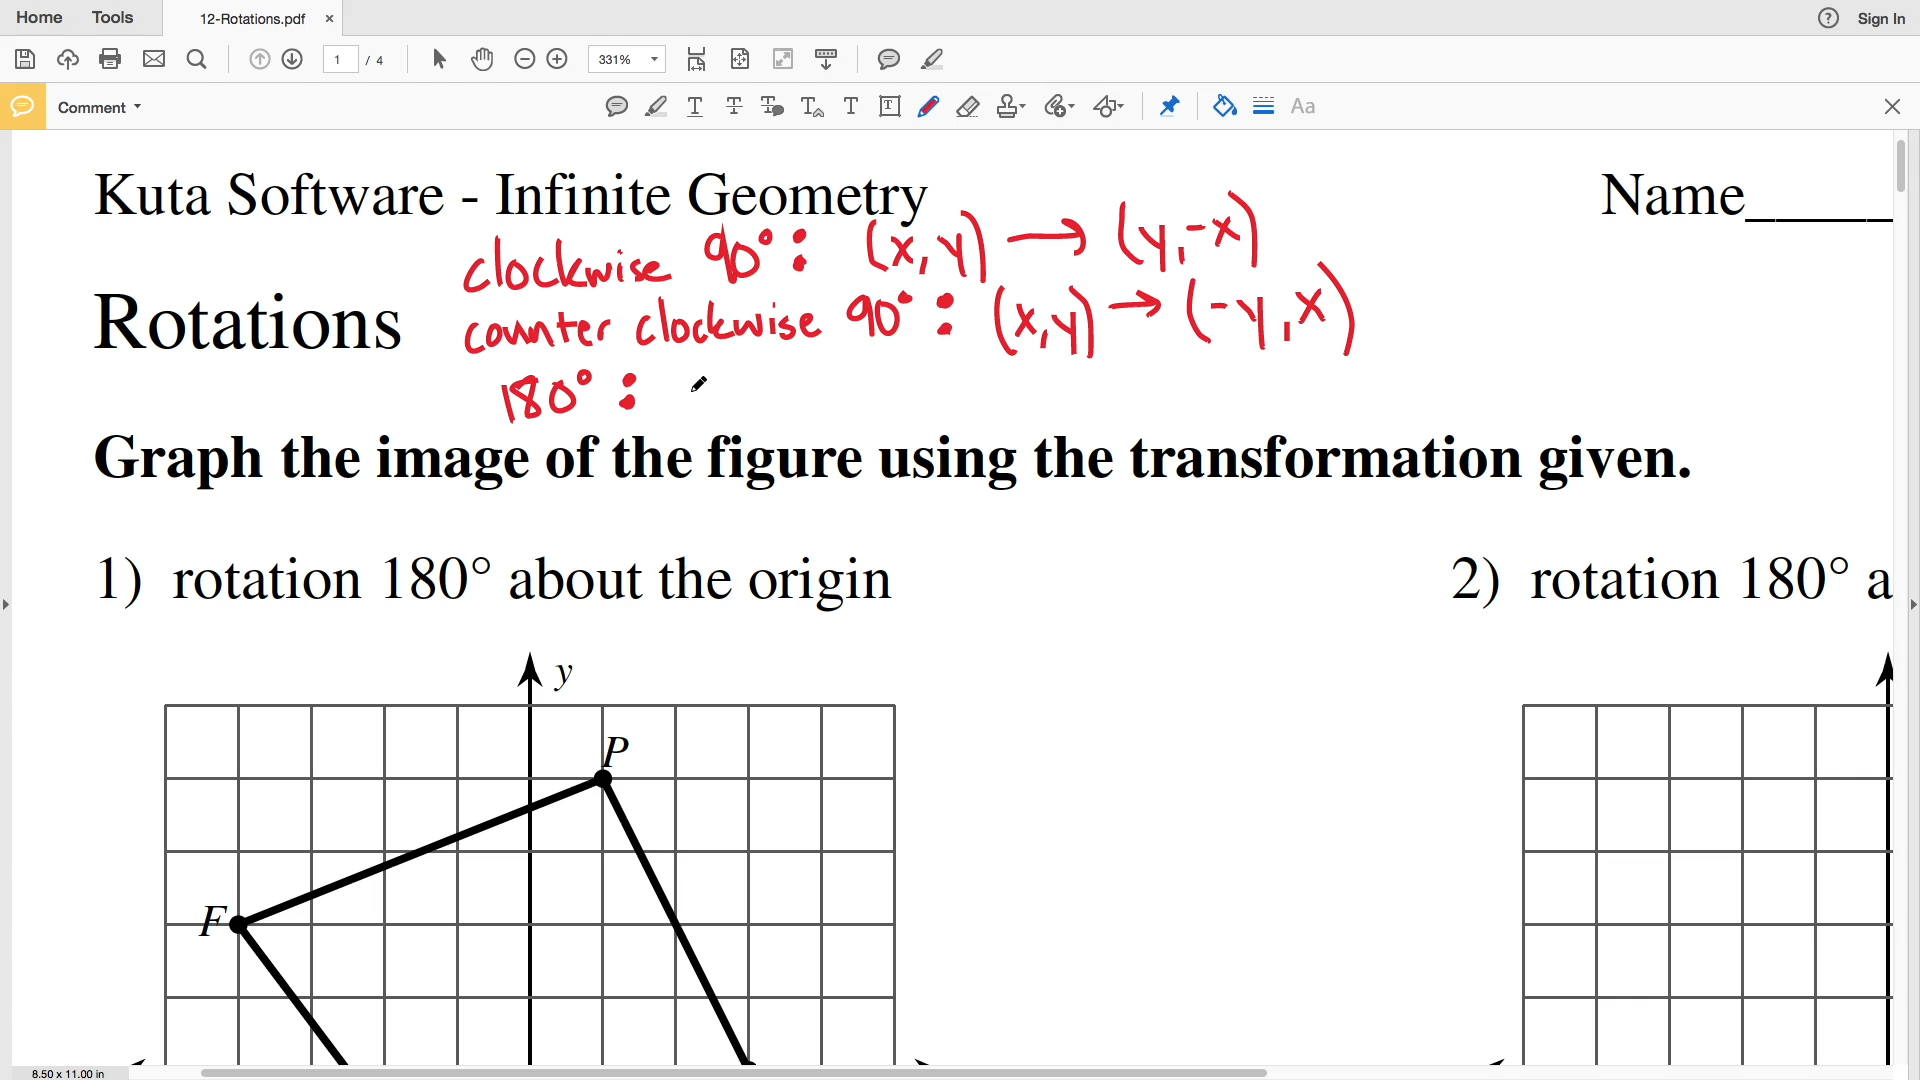 Home Tools 12-Rotations.pdf × ? Sign In
1 / 4 331%
Comment T T T T T T Aa
Kuta Software - Infinite Geometry Name______
clockwise 90° : (x, y) → (y, -x)
Rotations
counter clockwise 90° : (x,y) → (-y, x)
180° :
Graph the image of the figure using the transformation given.
1) rotation 180° about the origin
2) rotation 180° a
y
P
F
8.50 x 11.00 in